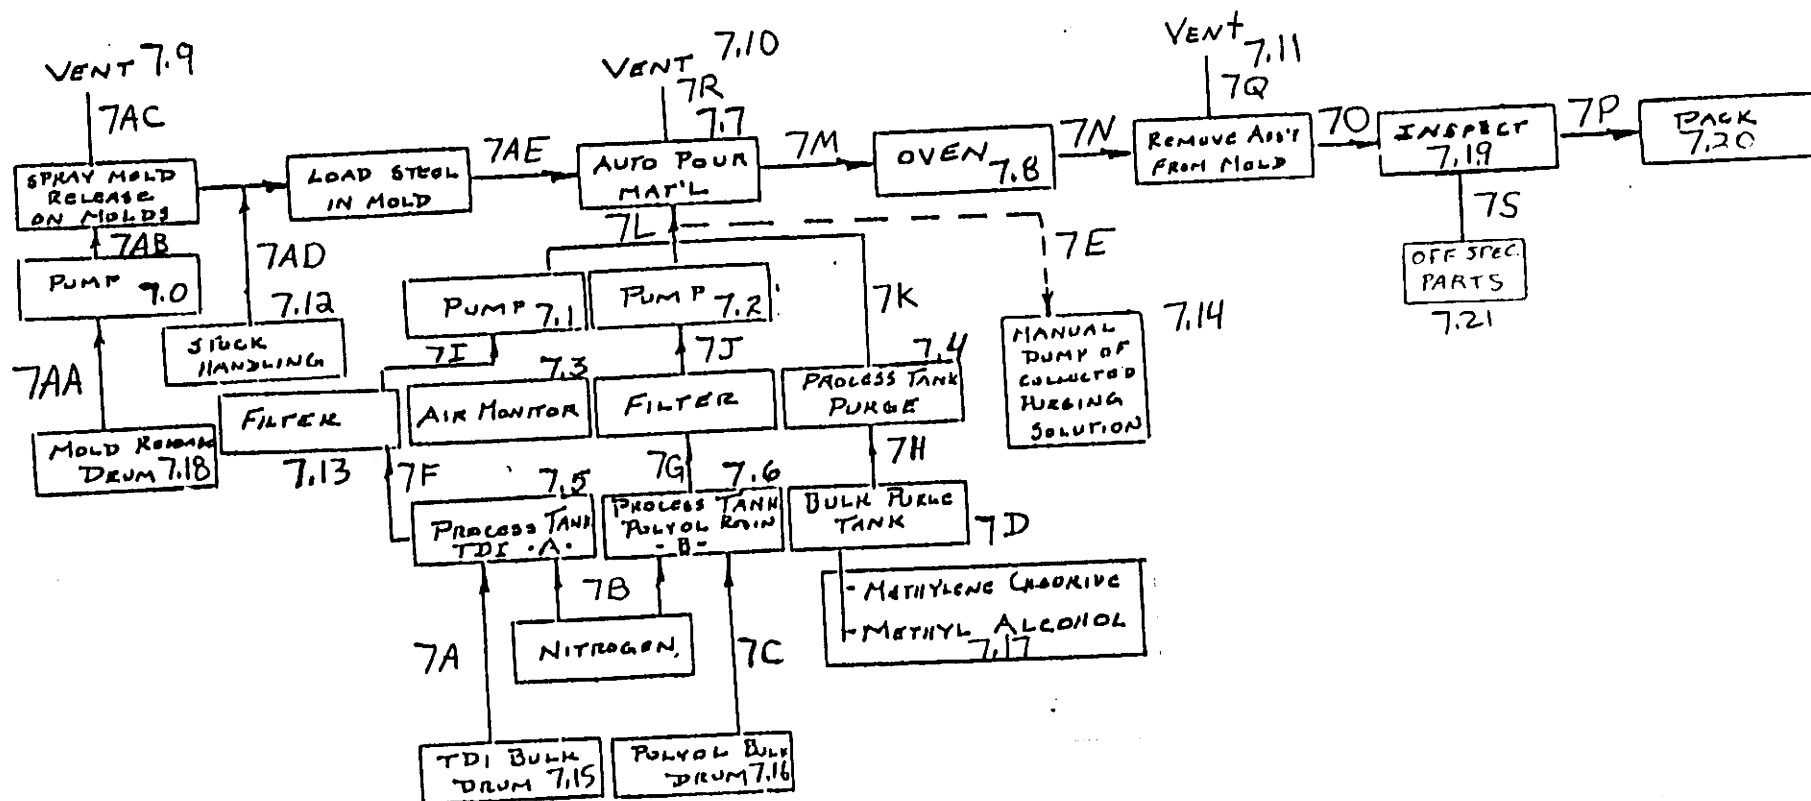 VENT 7.9
7AC
SPRAY MOLD
RELEASE
ON MOLDS
7AB
PUMP
7.0
7AA
MOLD RELEASE
DRUM 7.18
7AD
7.12
STOCK
HANDLING
LOAD STEEL
IN MOLD
7AE
VENT 7.10
7R
7.7
AUTO POUR
MAT'L
7M
OVEN
7.8
7N
VENT
7.11
7Q
REMOVE ASS'Y
FROM MOLD
7O
INSPECT
7.19
7P
PACK
7.20
7S
OFF SPEC.
PARTS
7.21
7L
7E
7.14
MANUAL
DUMP OF
COLLECTED
PURGING
SOLUTION
PUMP
7.1
PUMP
7.2
7K
7I
7J
7.3
AIR MONITOR
FILTER
7.13
FILTER
7.4
PROCESS TANK
PURGE
7F
7G
7H
7.5
PROCESS TANK
TDI -A-
7.6
PROCESS TANK
POLYOL RESIN
-B-
BULK PURGE
TANK
7D
7B
NITROGEN
- METHYLENE CHLORIDE
- METHYL ALCOHOL
7.17
7A
7C
TDI BULK
DRUM 7.15
POLYOL BULK
DRUM 7.16